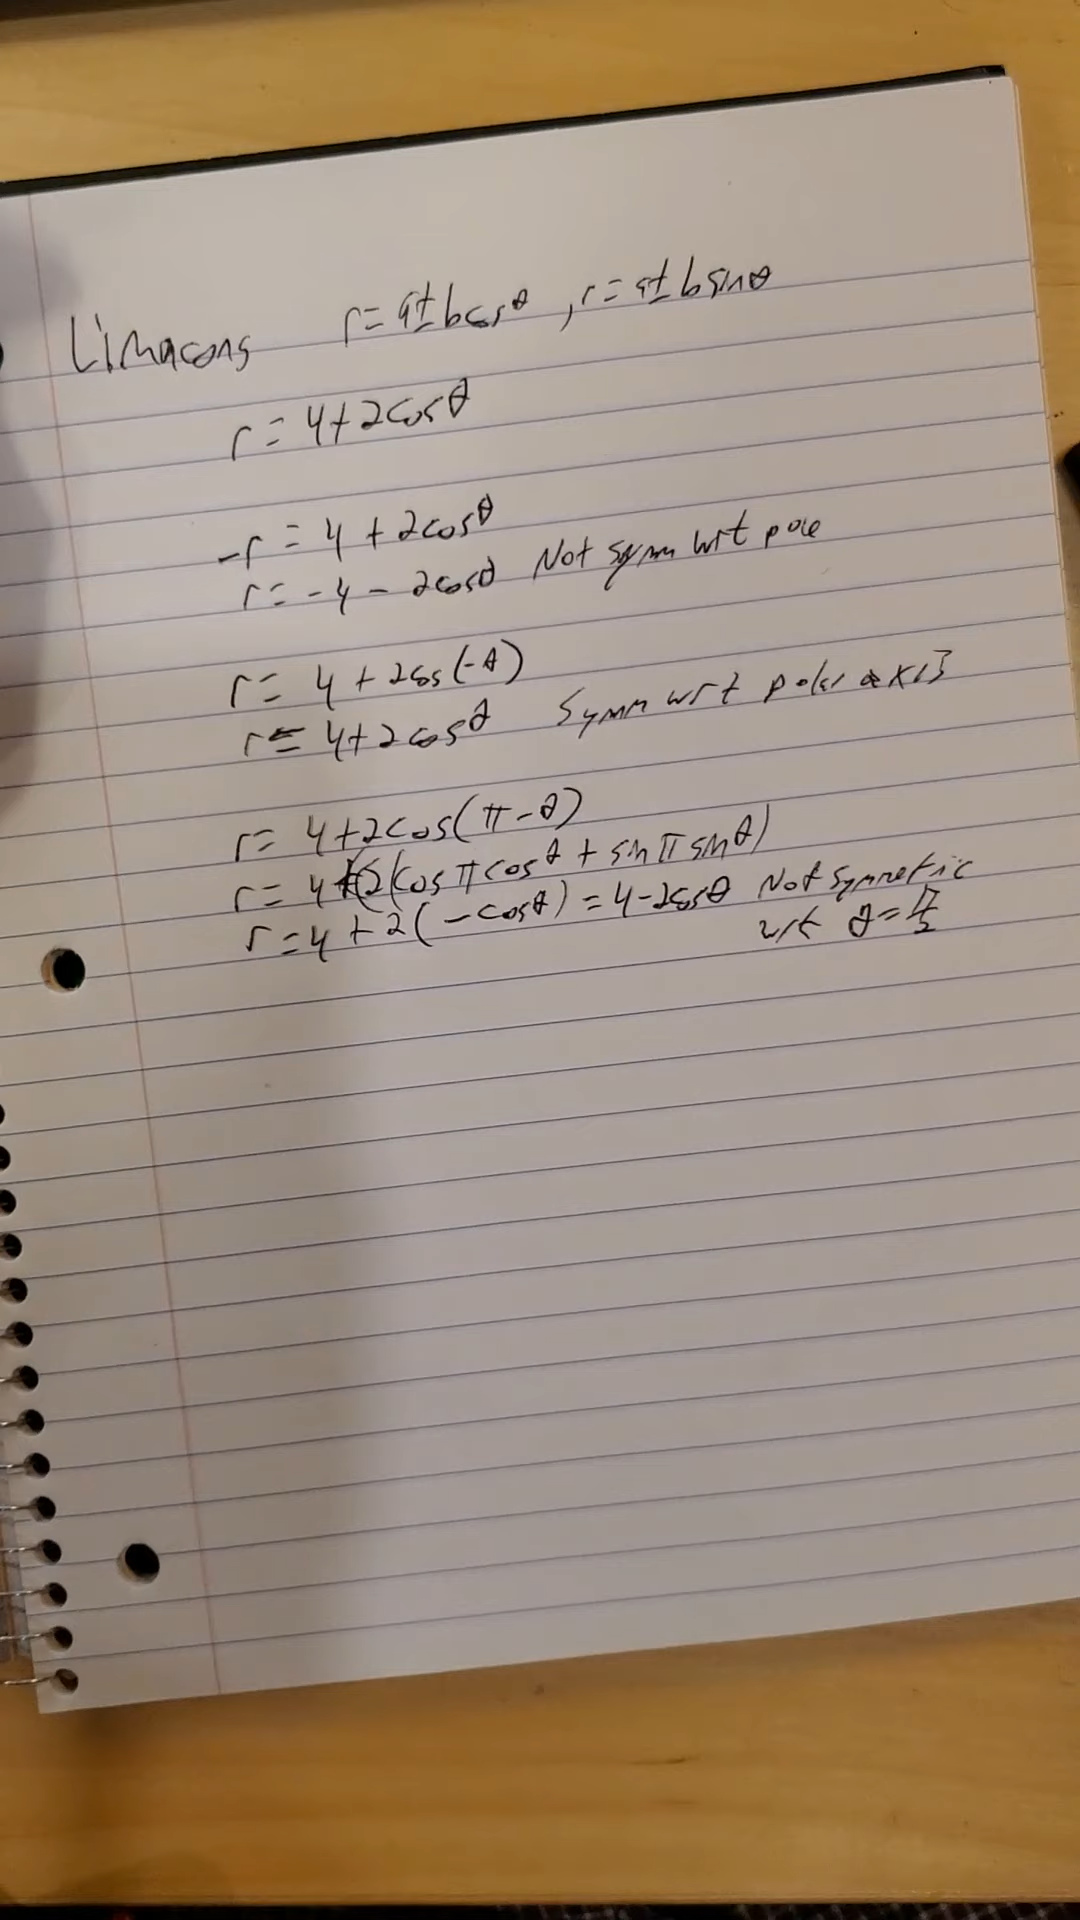 Limacons r = a ± b cos θ, r = a ± b sin θ
r = 4 + 2cos θ
-r = 4 + 2cos θ
r = -4 - 2cos θ Not symm wrt pole
r = 4 + 2cos(-θ)
r = 4 + 2cos θ Symm wrt polar axis
r = 4 + 2cos(π - θ)
r = 4 + 2(cos π cos θ + sin π sin θ)
r = 4 + 2(-cos θ) = 4 - 2cos θ Not symmetric
wrt θ = π/2